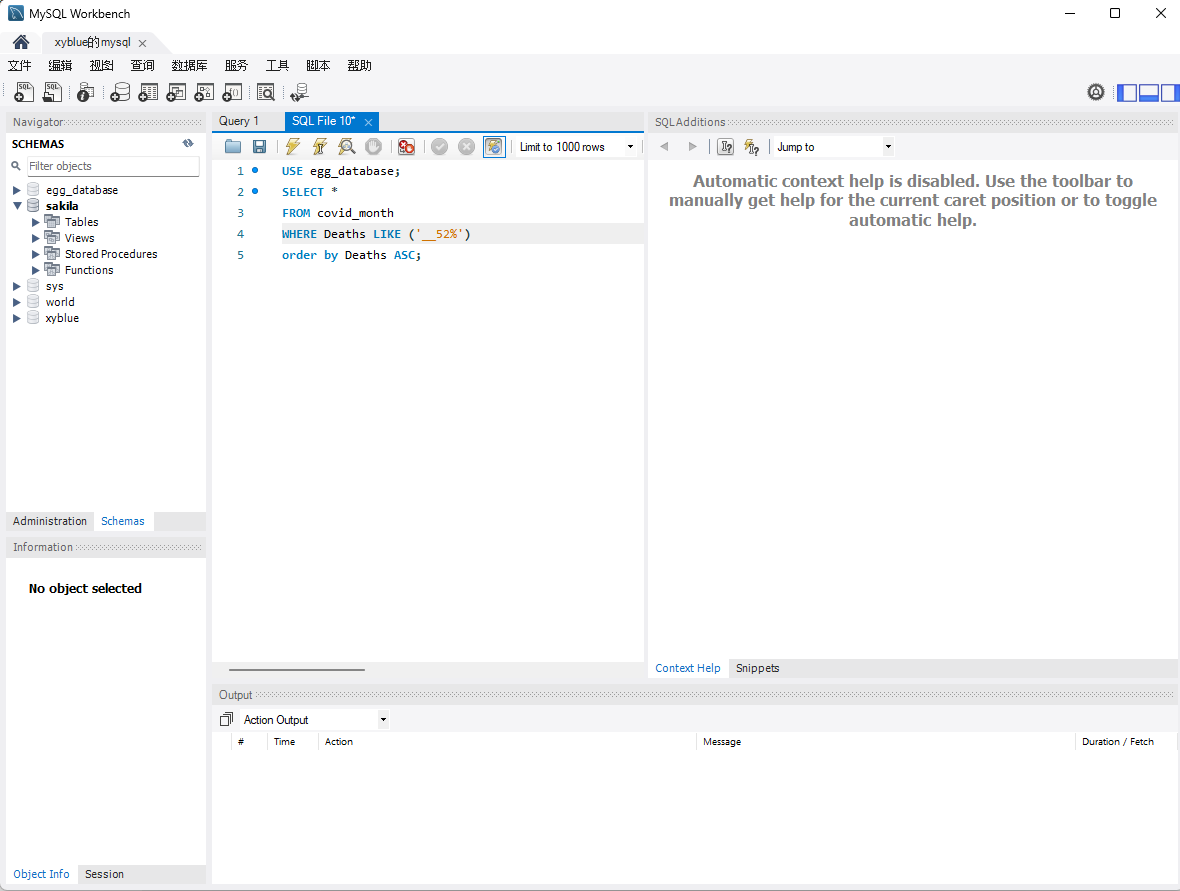 MySQL Workbench
xyblue的mysql
文件 编辑 视图 查询 数据库 服务 工具 脚本 帮助
Navigator
SCHEMAS
Filter objects
egg_database
sakila
Tables
Views
Stored Procedures
Functions
sys
world
xyblue
Administration Schemas
Information
No object selected
Object Info Session
Query 1 SQL File 10*
Limit to 1000 rows
1 USE egg_database;
2 SELECT *
3 FROM covid_month
4 WHERE Deaths LIKE ('__52%')
5 order by Deaths ASC;
SQLAdditions
Jump to
Automatic context help is disabled. Use the toolbar to
manually get help for the current caret position or to toggle
automatic help.
Context Help Snippets
Output
Action Output
# Time Action Message Duration / Fetch